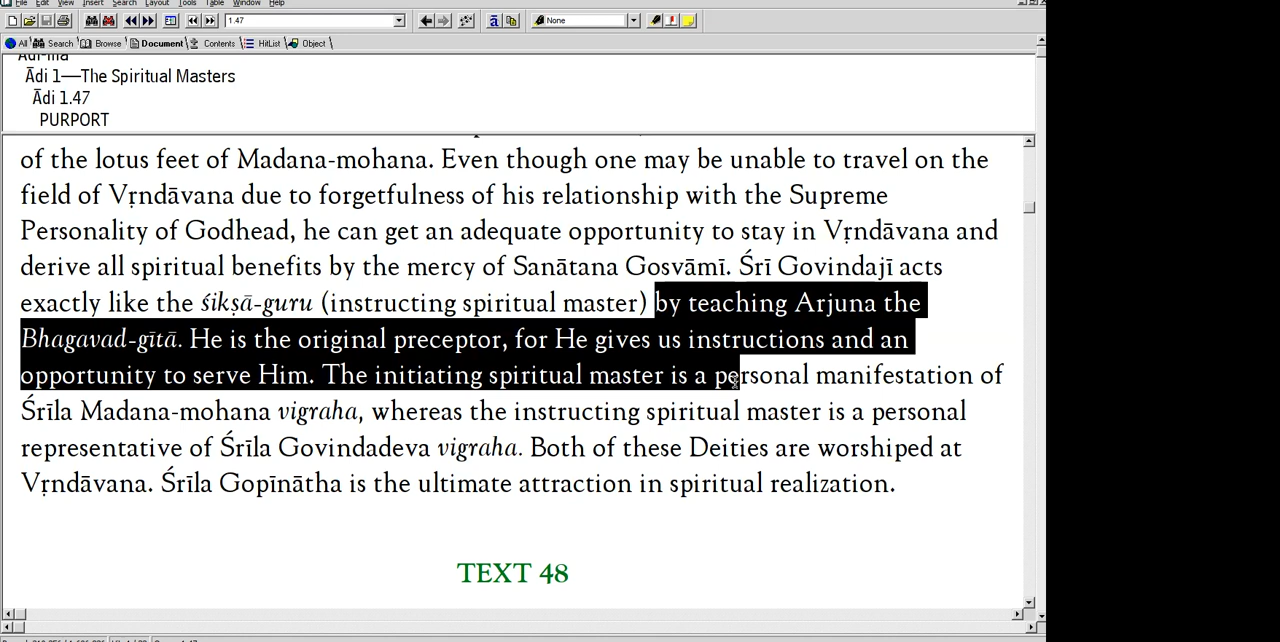 File Edit View Insert Search Layout Tools Table Window Help
1.47 None
All Search Browse Document Contents HitList Object
Ādi 1—The Spiritual Masters
Ādi 1.47
PURPORT
of the lotus feet of Madana-mohana. Even though one may be unable to travel on the
field of Vṛndāvana due to forgetfulness of his relationship with the Supreme
Personality of Godhead, he can get an adequate opportunity to stay in Vṛndāvana and
derive all spiritual benefits by the mercy of Sanātana Gosvāmī. Śrī Govindajī acts
exactly like the śikṣā-guru (instructing spiritual master) by teaching Arjuna the
Bhagavad-gītā. He is the original preceptor, for He gives us instructions and an
opportunity to serve Him. The initiating spiritual master is a personal manifestation of
Śrīla Madana-mohana vigraha, whereas the instructing spiritual master is a personal
representative of Śrīla Govindadeva vigraha. Both of these Deities are worshiped at
Vṛndāvana. Śrīla Gopīnātha is the ultimate attraction in spiritual realization.
TEXT 48